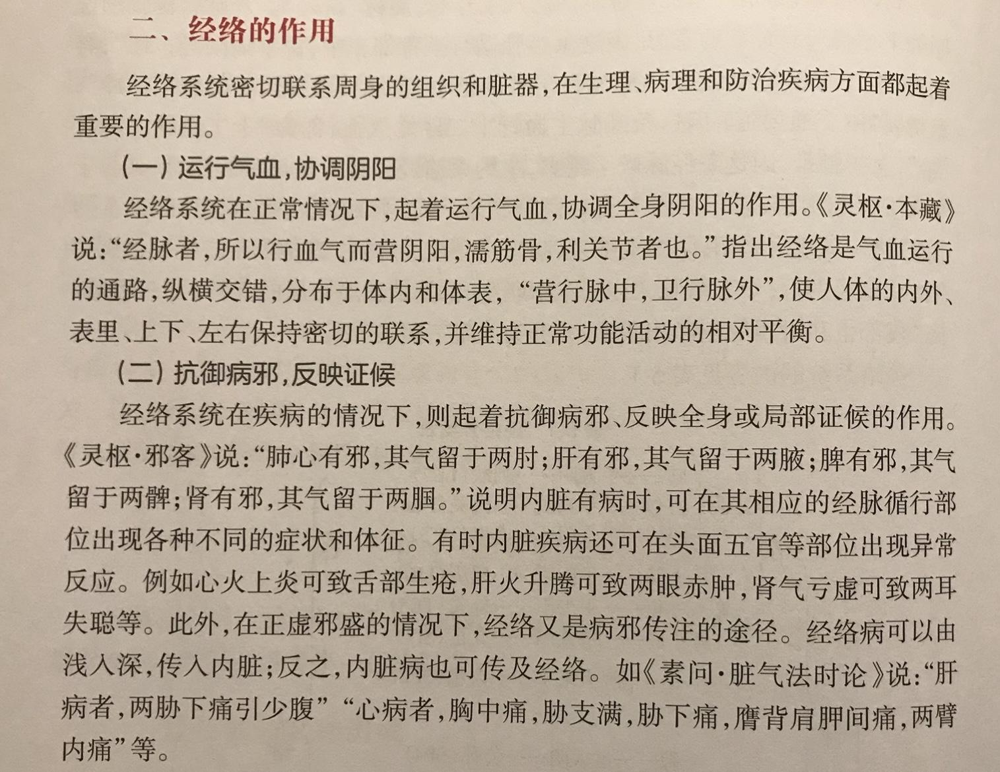 二、经络的作用
经络系统密切联系周身的组织和脏器,在生理、病理和防治疾病方面都起着
重要的作用。
(一) 运行气血,协调阴阳
经络系统在正常情况下,起着运行气血,协调全身阴阳的作用。《灵枢·本藏》
说:“经脉者,所以行血气而营阴阳,濡筋骨,利关节者也。”指出经络是气血运行
的通路,纵横交错,分布于体内和体表, “营行脉中,卫行脉外”,使人体的内外、
表里、上下、左右保持密切的联系,并维持正常功能活动的相对平衡。
(二) 抗御病邪,反映证候
经络系统在疾病的情况下,则起着抗御病邪、反映全身或局部证候的作用。
《灵枢·邪客》说:“肺心有邪,其气留于两肘;肝有邪,其气留于两腋;脾有邪,其气
留于两髀;肾有邪,其气留于两腘。”说明内脏有病时,可在其相应的经脉循行部
位出现各种不同的症状和体征。有时内脏疾病还可在头面五官等部位出现异常
反应。例如心火上炎可致舌部生疮,肝火升腾可致两眼赤肿,肾气亏虚可致两耳
失聪等。此外,在正虚邪盛的情况下,经络又是病邪传注的途径。经络病可以由
浅入深,传入内脏;反之,内脏病也可传及经络。如《素问·脏气法时论》说:“肝
病者,两胁下痛引少腹” “心病者,胸中痛,胁支满,胁下痛,膺背肩胛间痛,两臂
内痛”等。